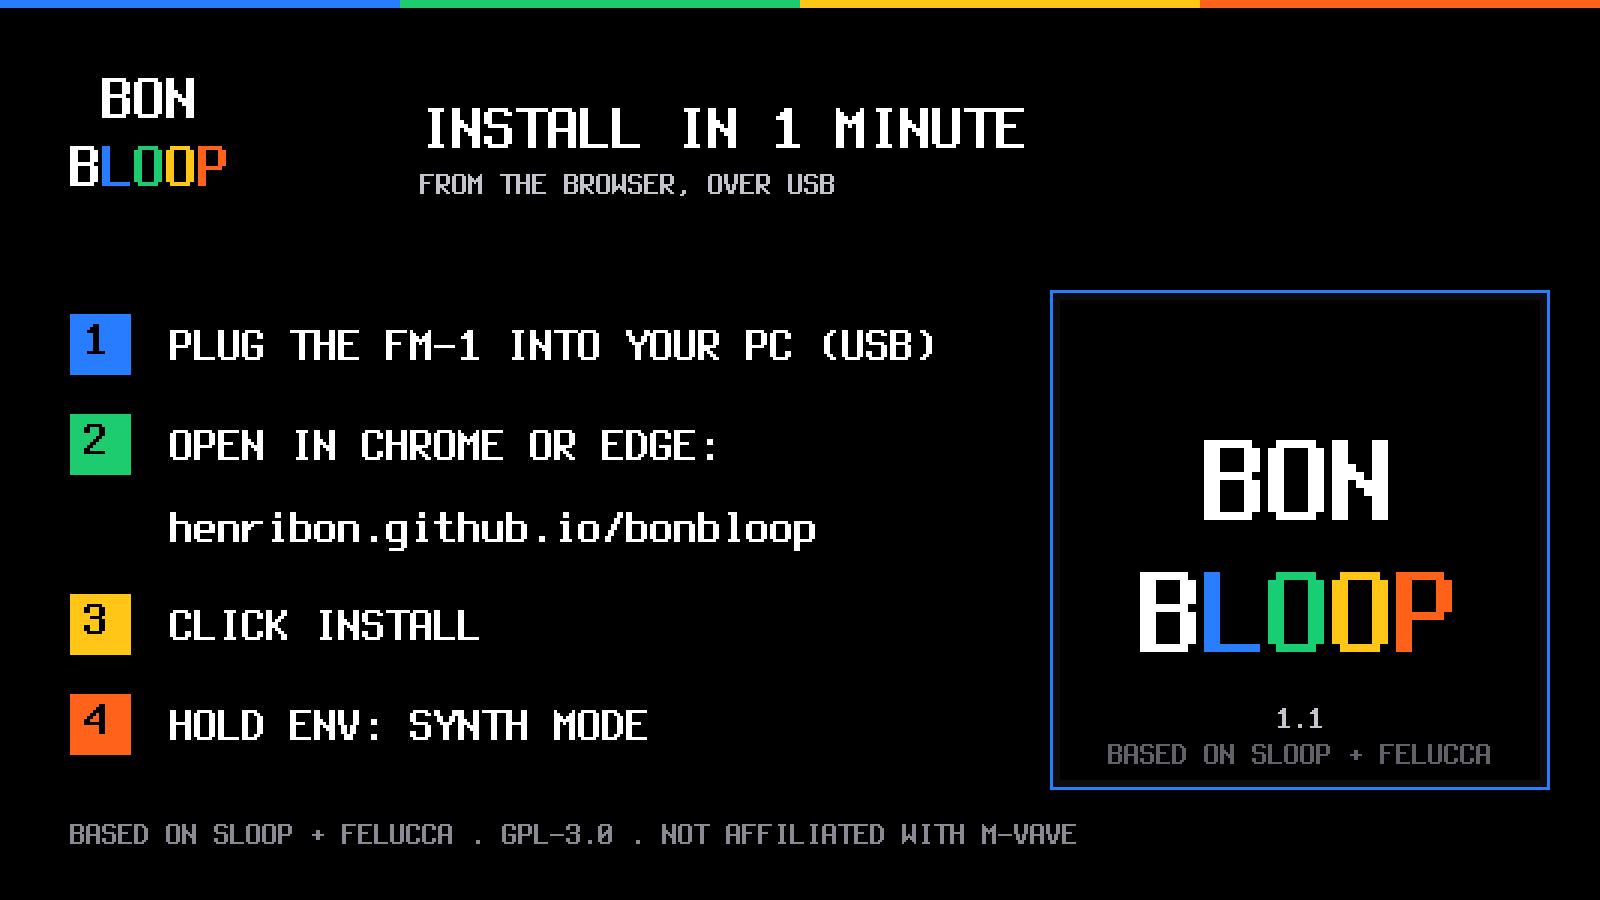 BON
BLOOP
INSTALL IN 1 MINUTE
FROM THE BROWSER, OVER USB
1 PLUG THE FM-1 INTO YOUR PC (USB)
2 OPEN IN CHROME OR EDGE:
henribon.github.io/bonbloop
3 CLICK INSTALL
4 HOLD ENV: SYNTH MODE
BON
BLOOP
1.1
BASED ON SLOOP + FELUCCA
BASED ON SLOOP + FELUCCA . GPL-3.0 . NOT AFFILIATED WITH M-VAVE